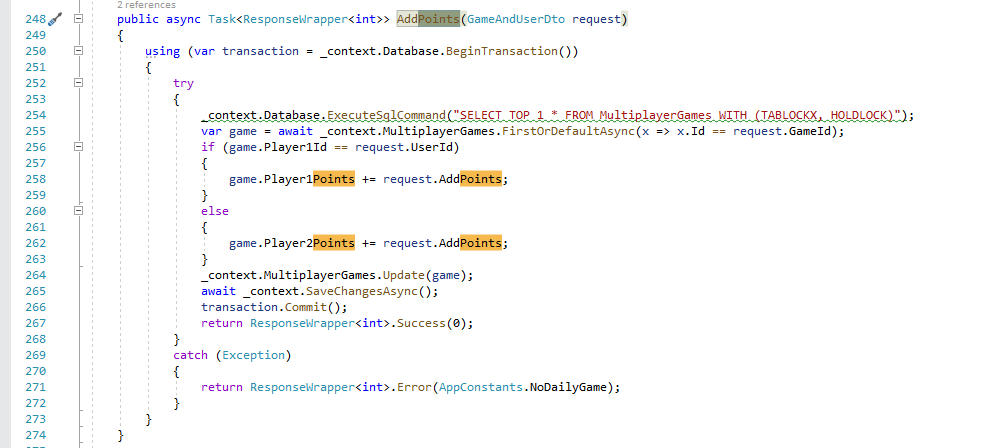 2 references
248 public async Task<ResponseWrapper<int>> AddPoints(GameAndUserDto request)
249 {
250 using (var transaction = _context.Database.BeginTransaction())
251 {
252 try
253 {
254 _context.Database.ExecuteSqlCommand("SELECT TOP 1 * FROM MultiplayerGames WITH (TABLOCKX, HOLDLOCK)");
255 var game = await _context.MultiplayerGames.FirstOrDefaultAsync(x => x.Id == request.GameId);
256 if (game.Player1Id == request.UserId)
257 {
258 game.Player1Points += request.AddPoints;
259 }
260 else
261 {
262 game.Player2Points += request.AddPoints;
263 }
264 _context.MultiplayerGames.Update(game);
265 await _context.SaveChangesAsync();
266 transaction.Commit();
267 return ResponseWrapper<int>.Success(0);
268 }
269 catch (Exception)
270 {
271 return ResponseWrapper<int>.Error(AppConstants.NoDailyGame);
272 }
273 }
274 }